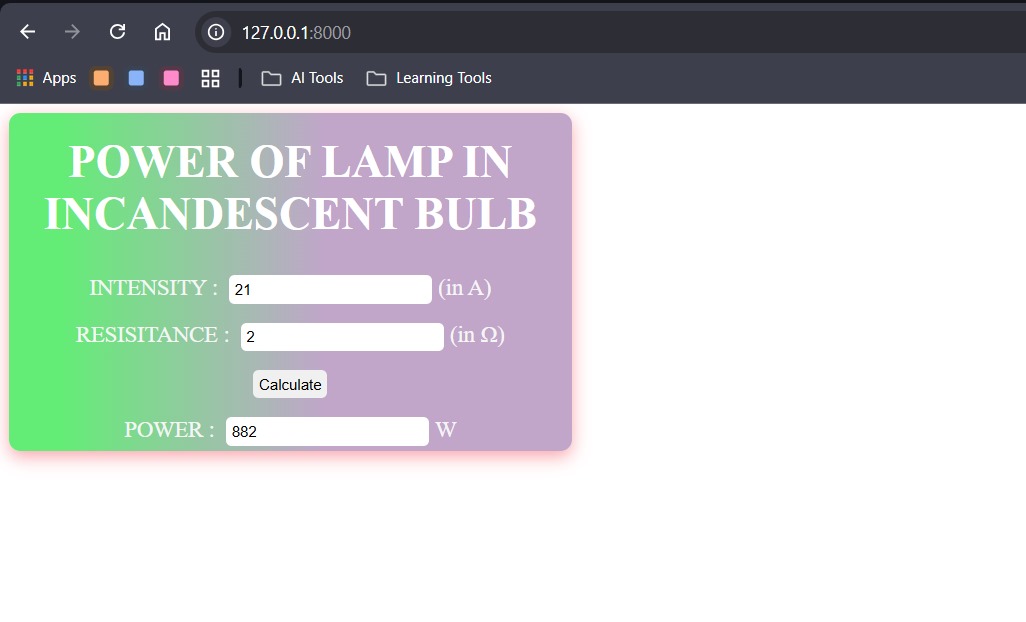 127.0.0.1:8000
Apps AI Tools Learning Tools
POWER OF LAMP IN
INCANDESCENT BULB
INTENSITY : 21 (in A)
RESISITANCE : 2 (in Ω)
Calculate
POWER : 882 W